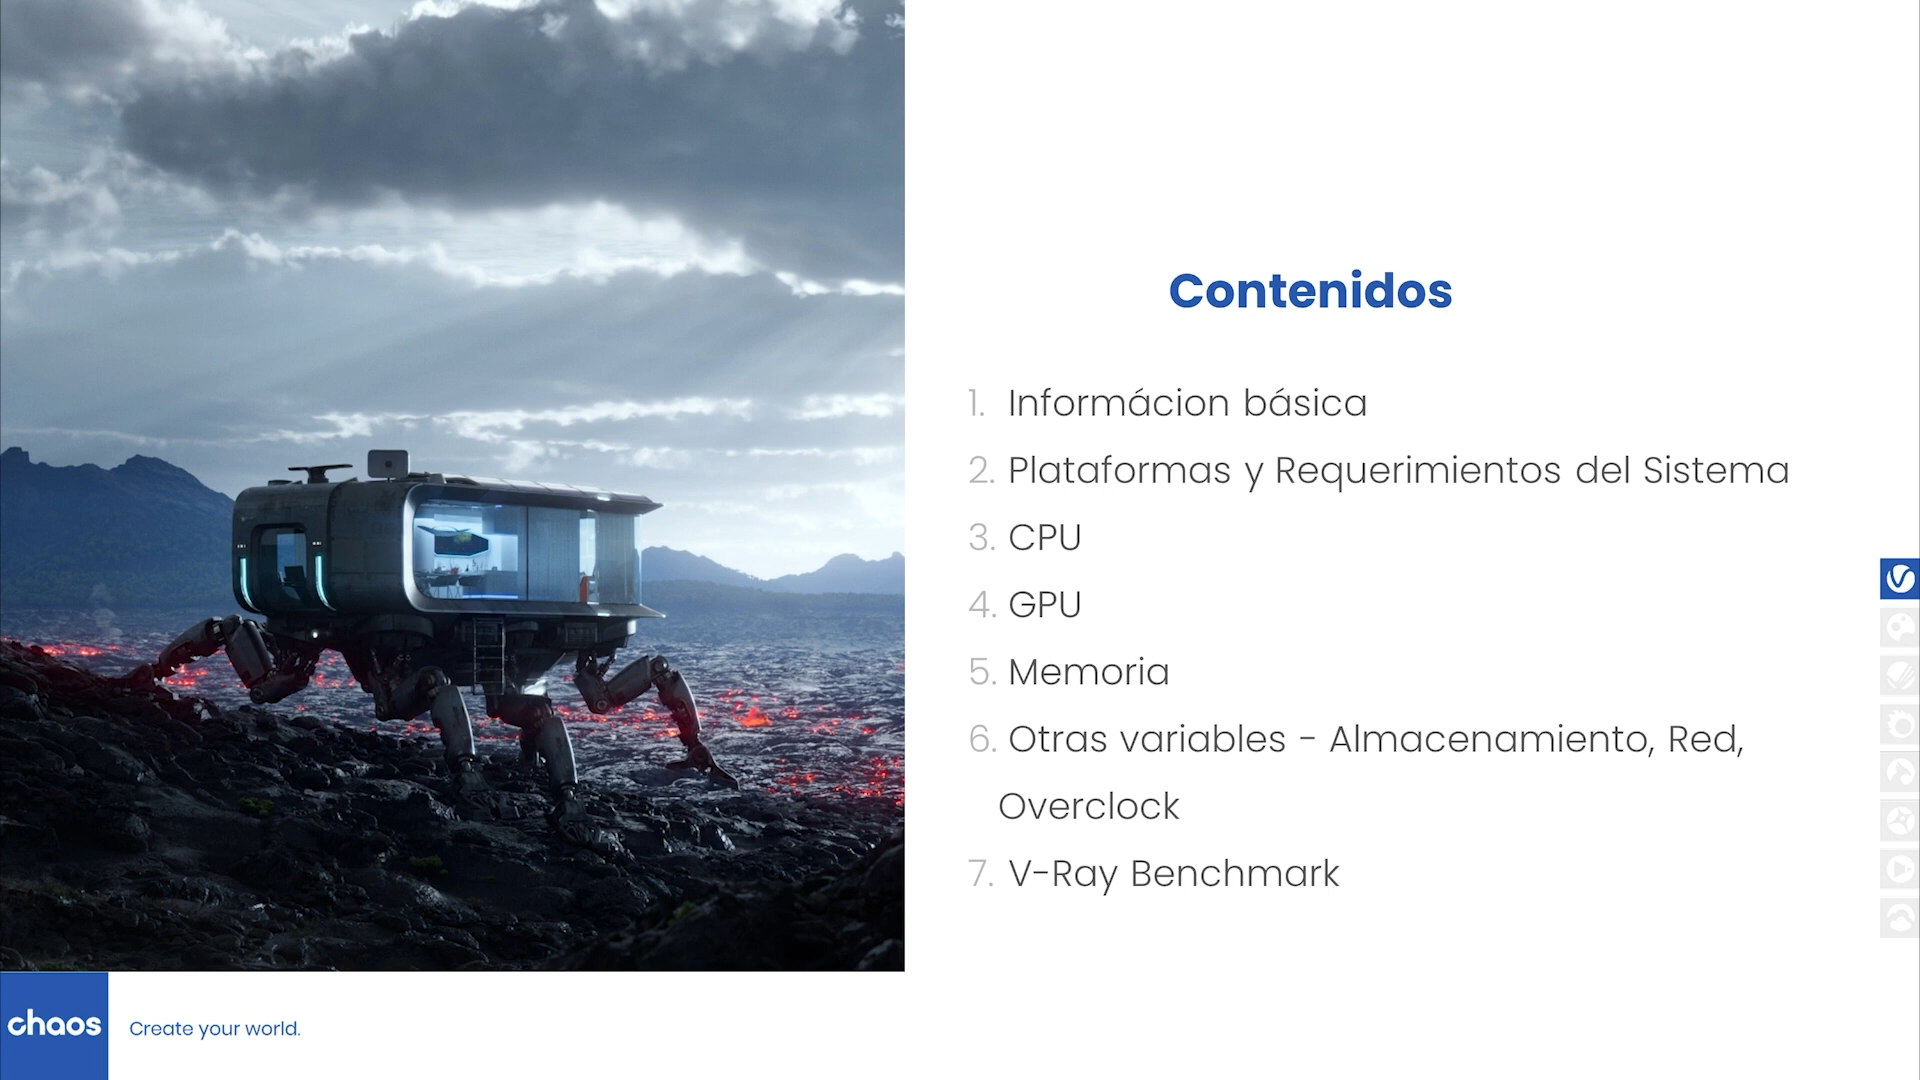 Contenidos
1. Informácion básica
2. Plataformas y Requerimientos del Sistema
3. CPU
4. GPU
5. Memoria
6. Otras variables - Almacenamiento, Red,
Overclock
7. V-Ray Benchmark
chaos
Create your world.